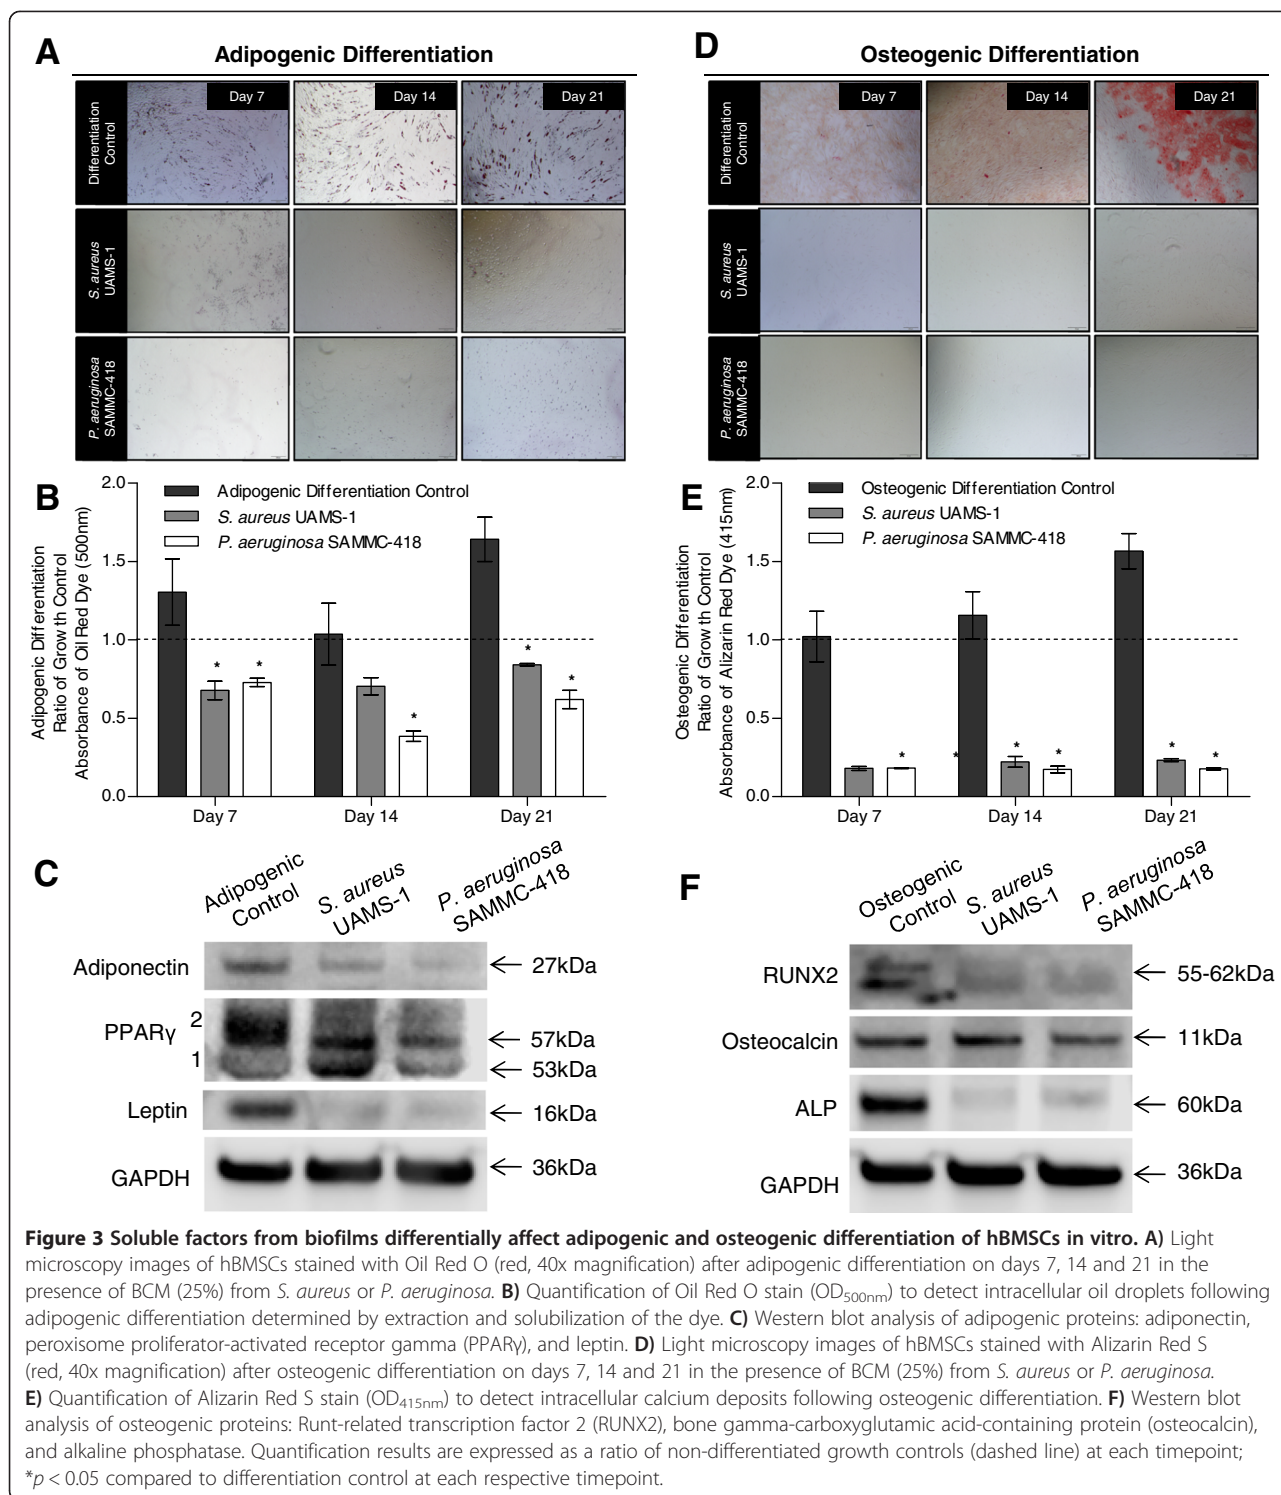 A
Adipogenic Differentiation
Differentiation
Control
Day 7
Day 14
Day 21
S. aureus
UAMS-1
P. aeruginosa
SAMMC-418
D
Osteogenic Differentiation
Differentiation
Control
Day 7
Day 14
Day 21
S. aureus
UAMS-1
P. aeruginosa
SAMMC-418
B
Adipogenic Differentiation
Ratio of Growth Control
Absorbance of Oil Red Dye (500nm)
2.0
1.5
1.0
0.5
0.0
Adipogenic Differentiation Control
S. aureus UAMS-1
P. aeruginosa SAMMC-418
* * * * *
Day 7
Day 14
Day 21
E
Osteogenic Differentiation
Ratio of Growth Control
Absorbance of Alizarin Red Dye (415nm)
2.0
1.5
1.0
0.5
0.0
Osteogenic Differentiation Control
S. aureus UAMS-1
P. aeruginosa SAMMC-418
* * * * * *
Day 7
Day 14
Day 21
C
Adipogenic
Control
S. aureus
UAMS-1
P. aeruginosa
SAMMC-418
Adiponectin
27kDa
PPARγ
2
1
57kDa
53kDa
Leptin
16kDa
GAPDH
36kDa
F
Osteogenic
Control
S. aureus
UAMS-1
P. aeruginosa
SAMMC-418
RUNX2
55-62kDa
Osteocalcin
11kDa
ALP
60kDa
GAPDH
36kDa
Figure 3 Soluble factors from biofilms differentially affect adipogenic and osteogenic differentiation of hBMSCs in vitro. A) Light
microscopy images of hBMSCs stained with Oil Red O (red, 40x magnification) after adipogenic differentiation on days 7, 14 and 21 in the
presence of BCM (25%) from S. aureus or P. aeruginosa. B) Quantification of Oil Red O stain (OD500nm) to detect intracellular oil droplets following
adipogenic differentiation determined by extraction and solubilization of the dye. C) Western blot analysis of adipogenic proteins: adiponectin,
peroxisome proliferator-activated receptor gamma (PPARγ), and leptin. D) Light microscopy images of hBMSCs stained with Alizarin Red S
(red, 40x magnification) after osteogenic differentiation on days 7, 14 and 21 in the presence of BCM (25%) from S. aureus or P. aeruginosa.
E) Quantification of Alizarin Red S stain (OD415nm) to detect intracellular calcium deposits following osteogenic differentiation. F) Western blot
analysis of osteogenic proteins: Runt-related transcription factor 2 (RUNX2), bone gamma-carboxyglutamic acid-containing protein (osteocalcin),
and alkaline phosphatase. Quantification results are expressed as a ratio of non-differentiated growth controls (dashed line) at each timepoint;
*p < 0.05 compared to differentiation control at each respective timepoint.